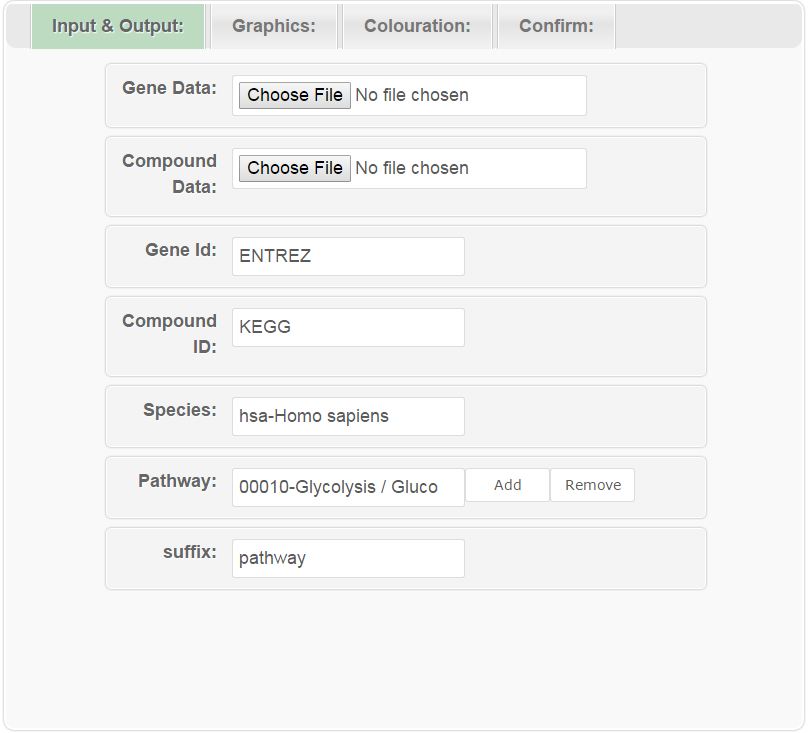 Input & Output: Graphics: Colouration: Confirm:
Gene Data: Choose File No file chosen
Compound Data: Choose File No file chosen
Gene Id: ENTREZ
Compound ID: KEGG
Species: hsa-Homo sapiens
Pathway: 00010-Glycolysis / Gluco Add Remove
suffix: pathway